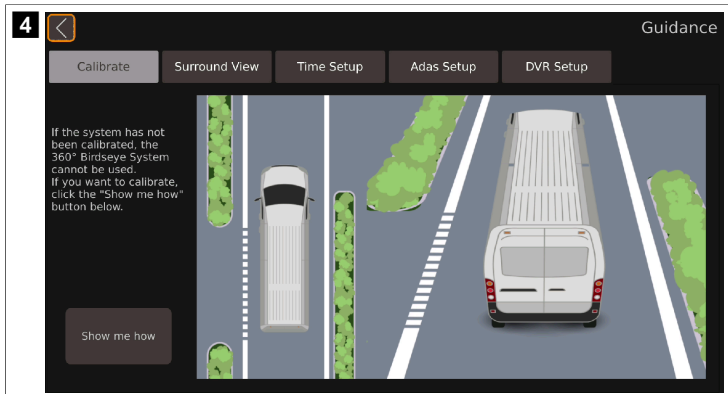 4
Guidance
Calibrate
Surround View
Time Setup
Adas Setup
DVR Setup
If the system has not
been calibrated, the
360° Birdseye System
cannot be used.
If you want to calibrate,
click the "Show me how"
button below.
Show me how